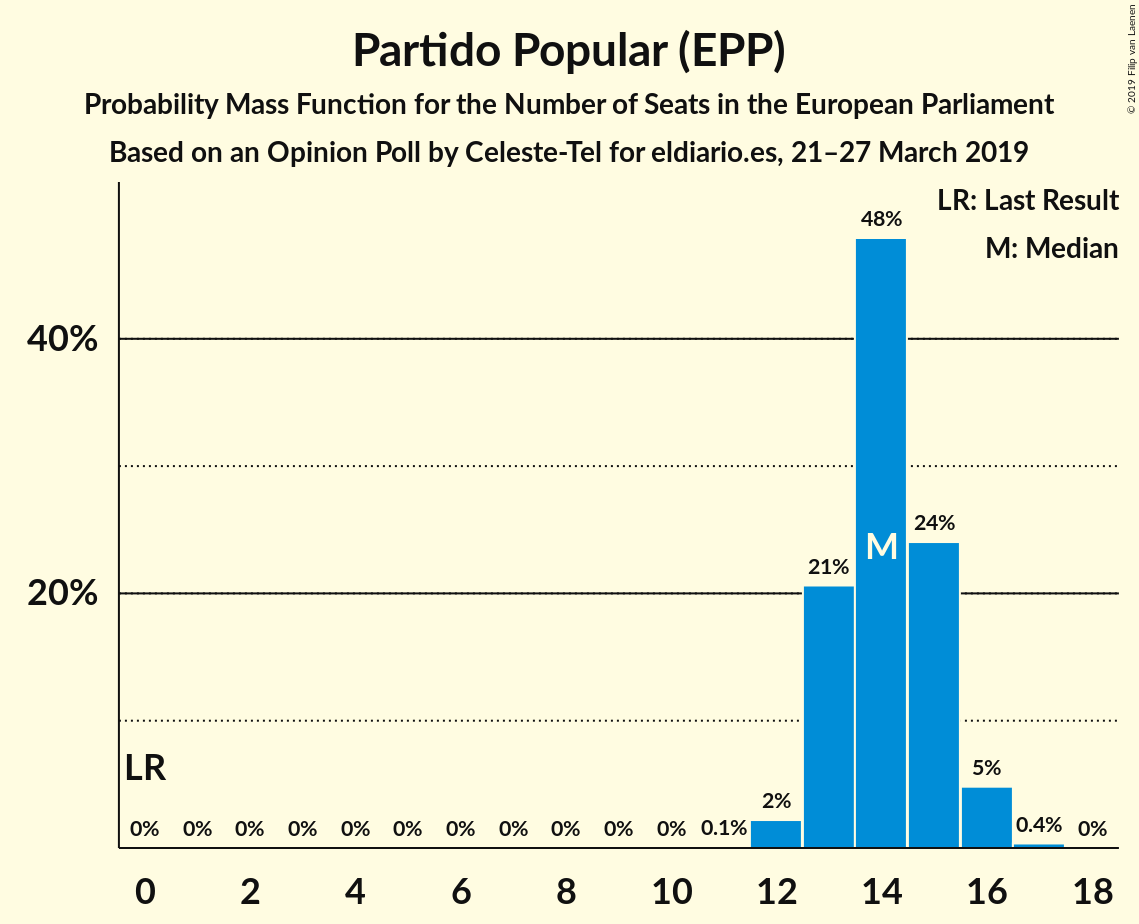 Partido Popular (EPP)
Probability Mass Function for the Number of Seats in the European Parliament
Based on an Opinion Poll by Celeste-Tel for eldiario.es, 21–27 March 2019
© 2019 Filip van Laenen
LR: Last Result
M: Median
48%
40%
24%
M
21%
20%
LR
5%
2%
0% 0% 0% 0% 0% 0% 0% 0% 0% 0% 0% 0.1% 0.4% 0%
0 2 4 6 8 10 12 14 16 18